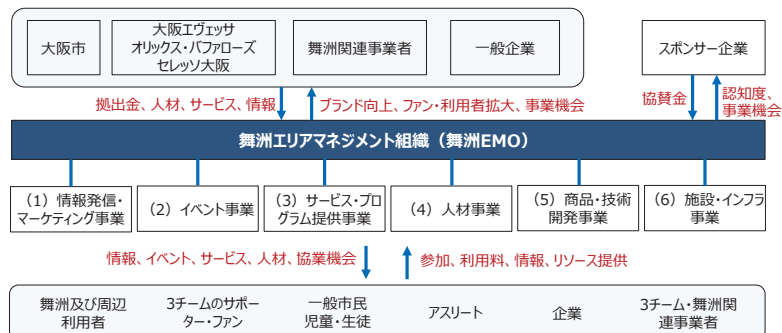 大阪市
大阪エヴェッサ
オリックス・バファローズ
セレッソ大阪
舞洲関連事業者
一般企業
スポンサー企業
拠出金、人材、サービス、情報
ブランド向上、ファン・利用者拡大、事業機会
協賛金
認知度、
事業機会
舞洲エリアマネジメント組織（舞洲EMO）
（1）情報発信・
マーケティング事業
（2）イベント事業
（3）サービス・プロ
グラム提供事業
（4）人材事業
（5）商品・技術
開発事業
（6）施設・インフラ
事業
情報、イベント、サービス、人材、協業機会
参加、利用料、情報、リソース提供
舞洲及び周辺
利用者
3チームのサポー
ター・ファン
一般市民
児童・生徒
アスリート
企業
3チーム・舞洲関
連事業者